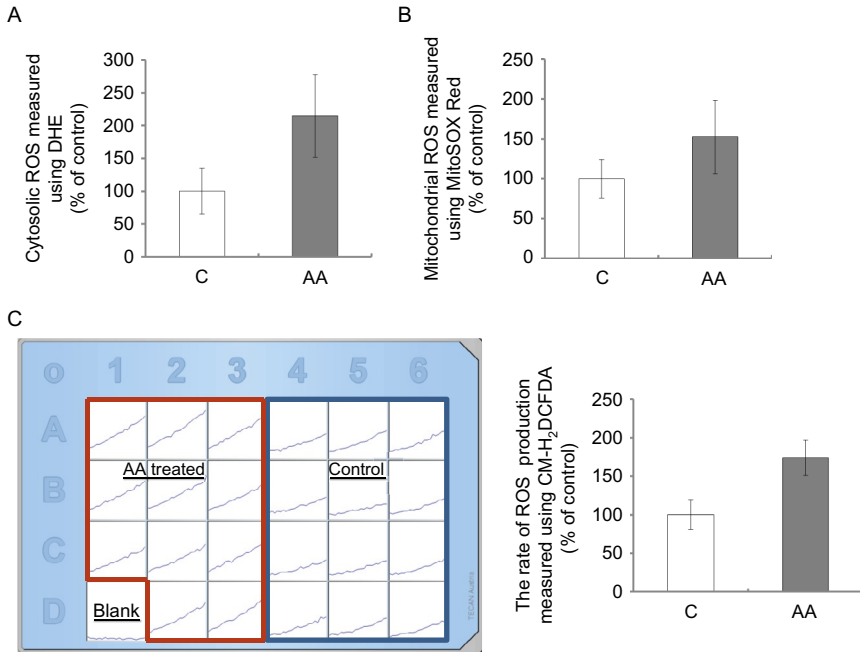 A
Cytosolic ROS measured
using DHE
(% of control)
300
250
200
150
100
50
0
C
AA
B
Mitochondrial ROS measured
using MitoSOX Red
(% of control)
250
200
150
100
50
0
C
AA
C
o 1 2 3 4 5 6
A
B
C
D
AA treated
Control
Blank
TECAN Austria
The rate of ROS production
measured using CM-H₂DCFDA
(% of control)
250
200
150
100
50
0
C
AA